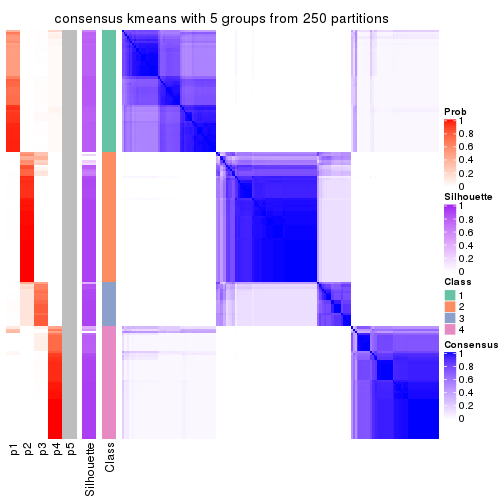 consensus kmeans with 5 groups from 250 partitions
Prob
1
0.8
0.6
0.4
0.2
0
Silhouette
1
0.8
0.6
0.4
0.2
0
Class
1
2
3
4
Consensus
1
0.8
0.6
0.4
0.2
0
p1
p2
p3
p4
p5
Silhouette
Class